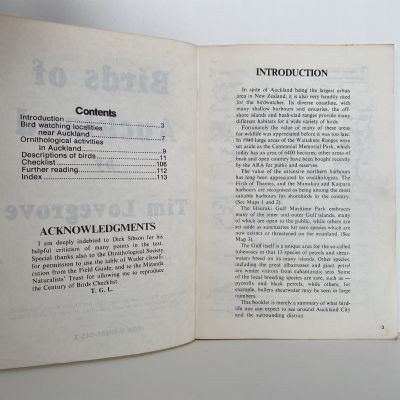 Contents
Introduction 3
Bird watching localities
near Auckland 7
Ornithological activities
in Auckland 9
Descriptions of birds 11
Checklist 106
Further reading 112
Index 113
ACKNOWLEDGMENTS
I am deeply indebted to Dick Sibson for his
helpful criticism of many points in the text.
Special thanks also to the Ornithological Society
for permission to use the table of Wader classifi-
cation from the Field Guide; and to the Miranda
Naturalists' Trust for allowing me to reproduce
the Century of Birds Checklist.
T. G. L.
INTRODUCTION
In spite of Auckland being the largest urban
area in New Zealand, it is also very handily sited
for the birdwatcher. Its diverse coastline, with
many shallow harbours and estuaries, the off-
shore islands and bush-clad ranges provide many
different habitats for a wide variety of birds.
Fortunately the value of many of these areas
for wildlife was appreciated before it was too late.
In 1940 large areas of the Waitakere Ranges were
set aside as the Centennial Memorial Park, which
today has an area of 6400 hectares; other areas of
bush and open country have been bought recently
by the ARA for parks and reserves.
The value of the extensive northern harbours
has long been appreciated by ornithologists. The
Firth of Thames, and the Manukau and Kaipara
harbours are recognised as being among the most
suitable harbours for shorebirds in the country.
(See Maps 1 and 2).
The Hauraki Gulf Maritime Park embraces
many of the inner and outer Gulf islands, most of
which are open to the public, while others are
set aside as sanctuaries for rare species which are
now extinct or threatened on the mainland. (See
Map 3).
The Gulf itself is a unique area for the so-called
tubenoses in that 13 species of petrels and shear-
waters breed on its many islands. Other species,
including the great albatrosses and giant petrel
are winter visitors from subantarctic seas. Some
of the local breeding species are rare, such as
pycrofts and black petrels, while others, for
example, bullers shearwater may be seen in large
numbers.
This booklet is merely a summary of what bird-
life one can expect to see around Auckland City
and the surrounding district.
3